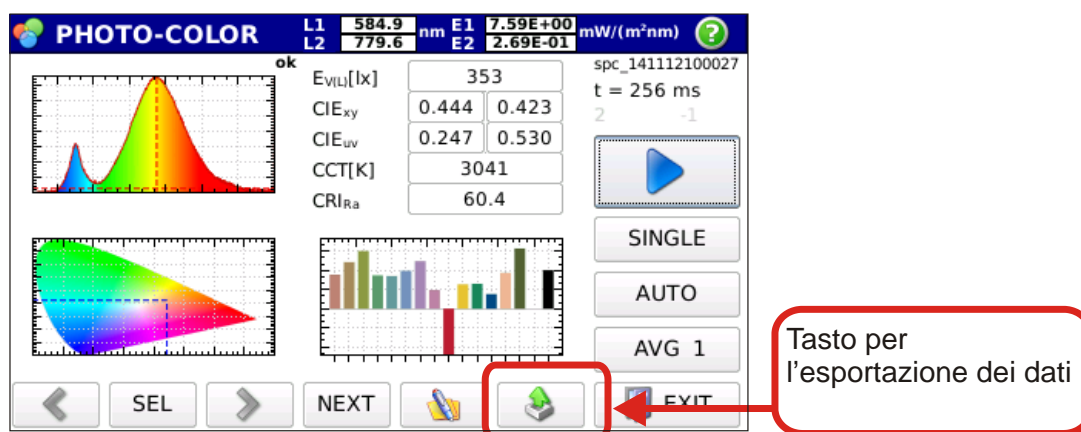 PHOTO-COLOR
L1 584.9 nm E1 7.59E+00 mW/(m²nm) ?
L2 779.6 E2 2.69E-01
ok
EV(L)[lx] 353
CIExy 0.444 0.423
CIEuv 0.247 0.530
CCT[K] 3041
CRIRa 60.4
spc_141112100027
t = 256 ms
2 -1
SINGLE
AUTO
AVG 1
SEL NEXT EXIT
Tasto per
l'esportazione dei dati